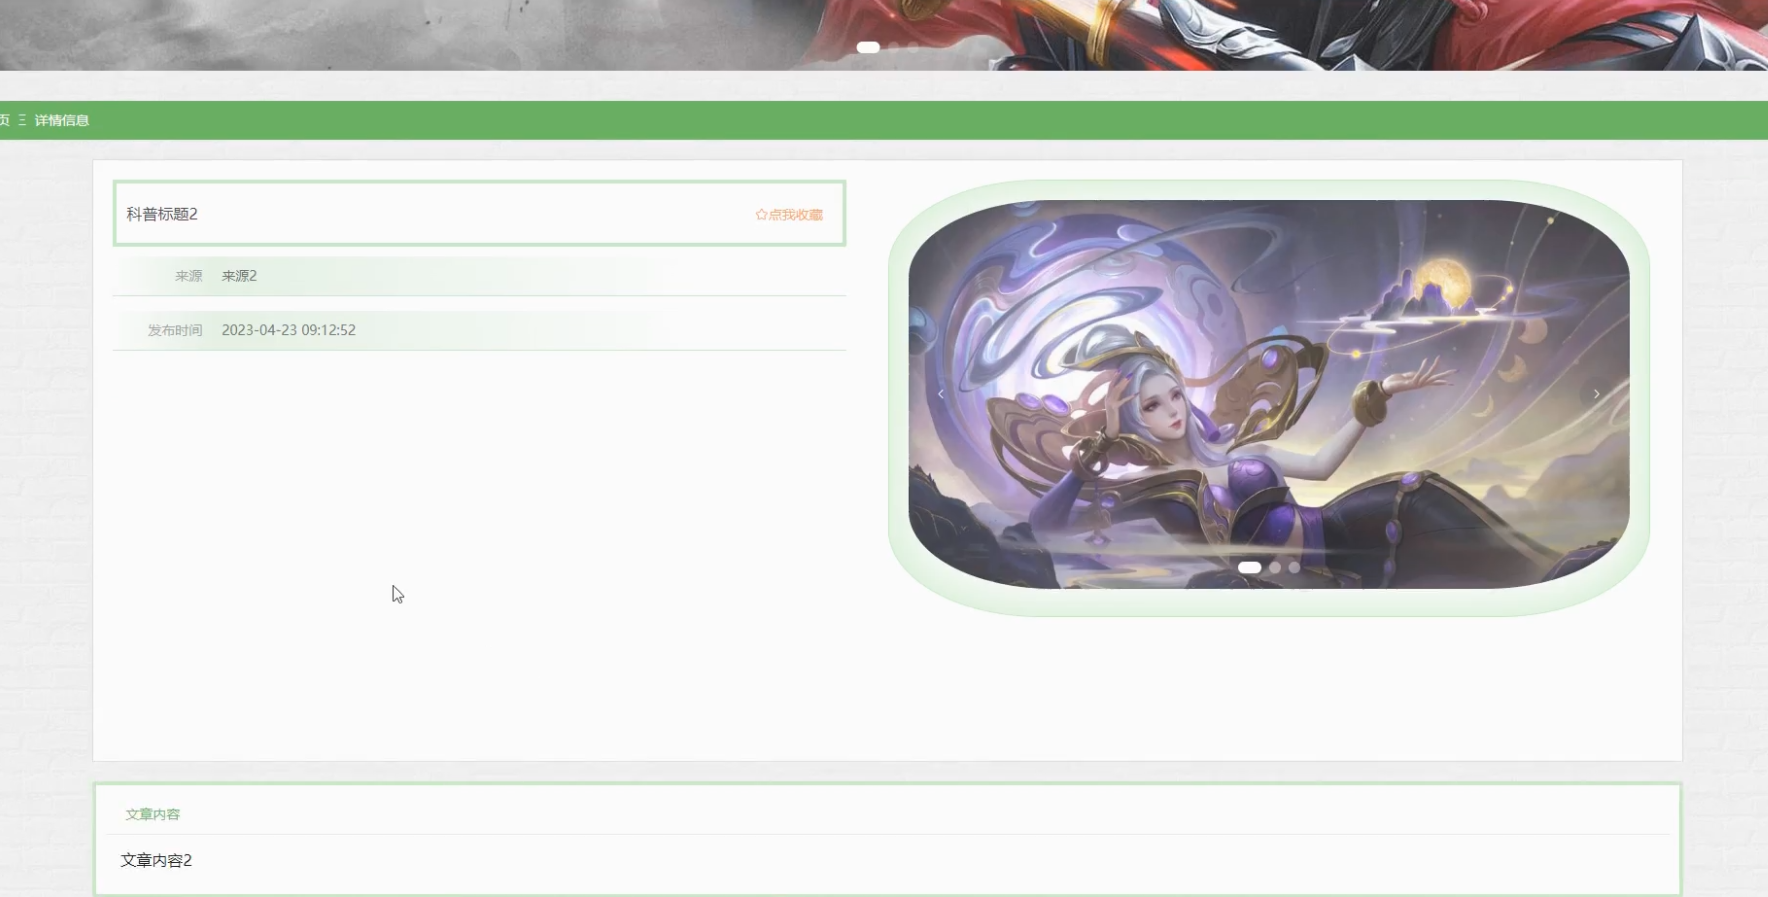 页 Ξ 详情信息
科普标题2
☆点我收藏
来源 来源2
发布时间 2023-04-23 09:12:52
文章内容
文章内容2